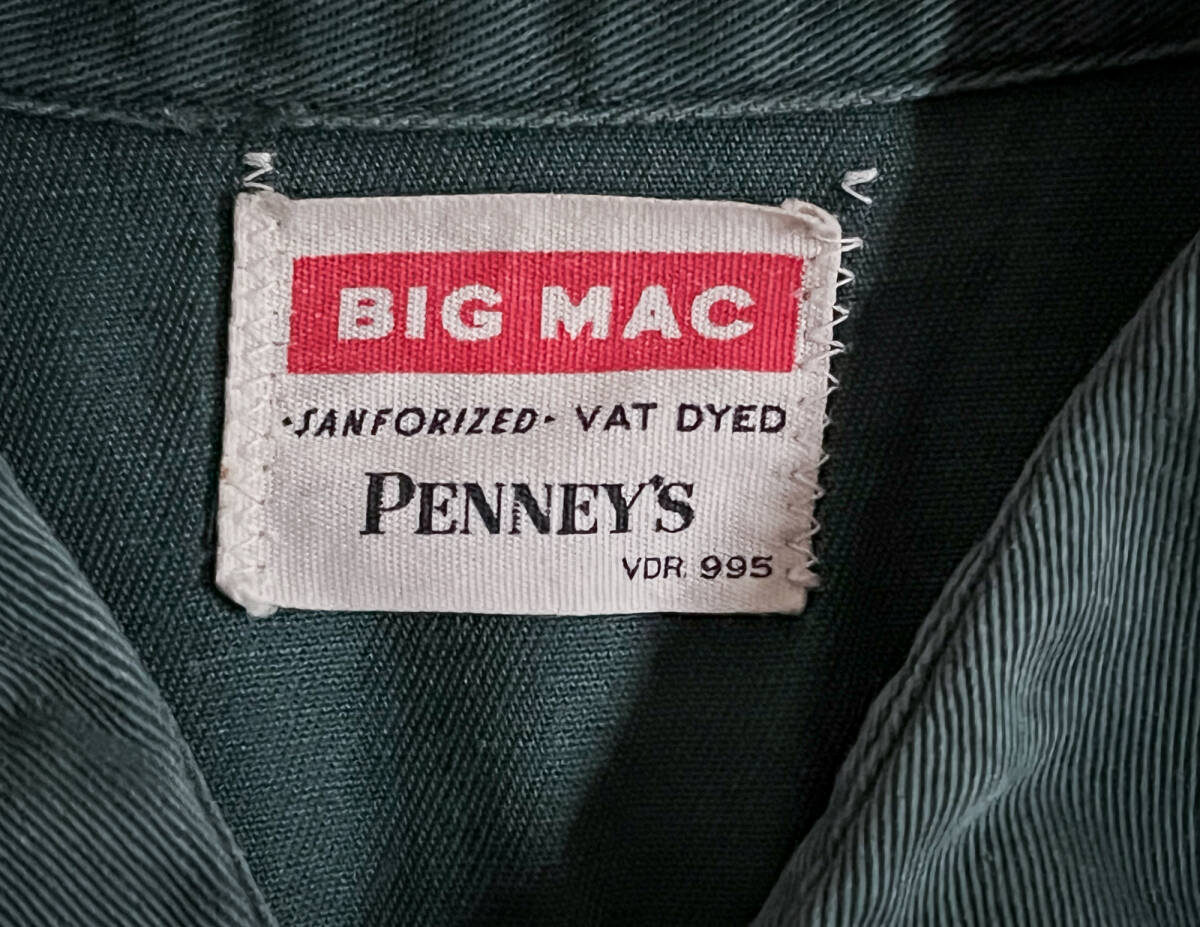 BIG MAC
·SANFORIZED· VAT DYED
PENNEY'S
VDR 995